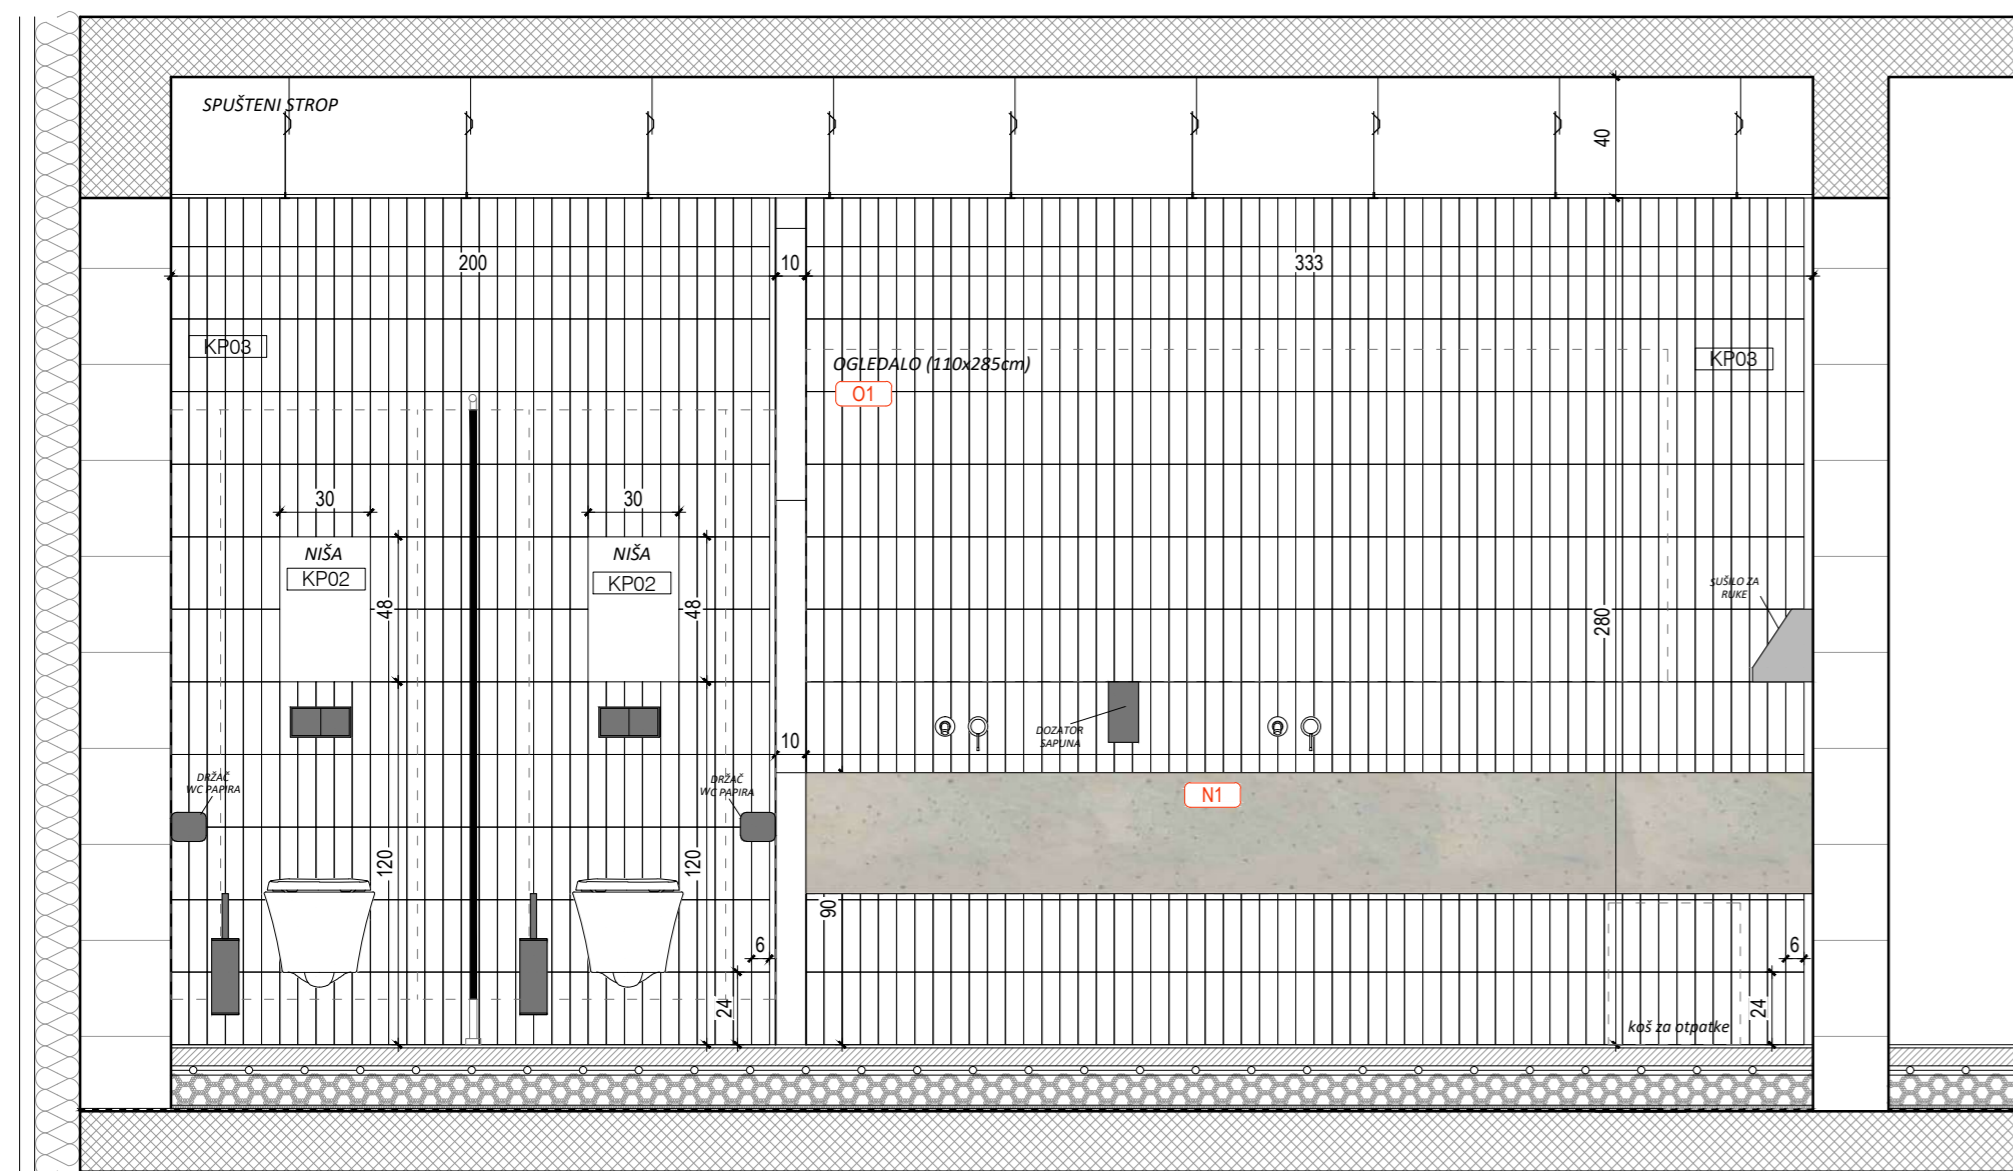 SPUŠTENI STROP
40
200
10
333
KP03
OGLEDALO (110x285cm)
KP03
O1
30
30
NIŠA
KP02
NIŠA
KP02
48
48
280
SUŠILO ZA
RUKE
DOZATOR
SAPUNA
10
DRŽAČ
WC PAPIRA
DRŽAČ
WC PAPIRA
N1
120
120
90
6
6
24
24
koš za otpatke